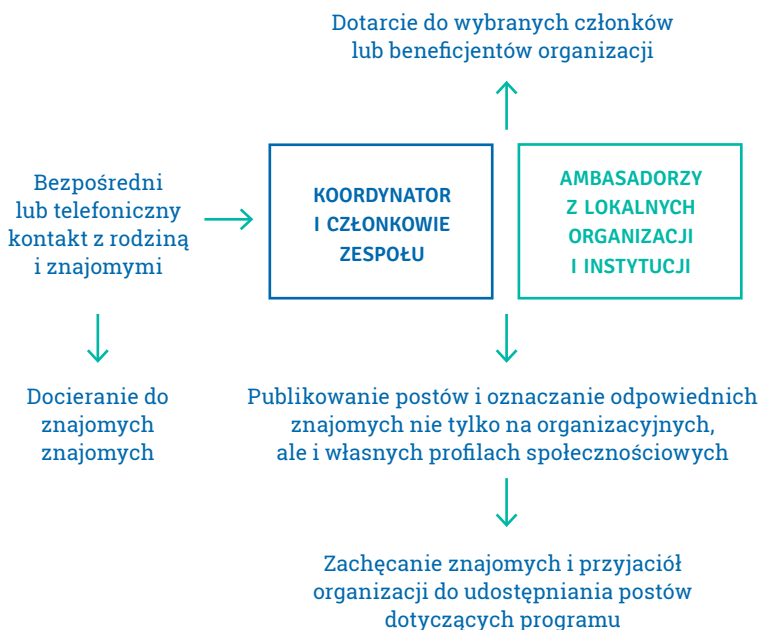 Dotarcie do wybranych członków
lub beneficjentów organizacji
Bezpośredni
lub telefoniczny
kontakt z rodziną
i znajomymi
KOORDYNATOR
I CZŁONKOWIE
ZESPOŁU
AMBASADORZY
Z LOKALNYCH
ORGANIZACJI
I INSTYTUCJI
Docieranie do
znajomych
znajomych
Publikowanie postów i oznaczanie odpowiednich
znajomych nie tylko na organizacyjnych,
ale i własnych profilach społecznościowych
Zachęcanie znajomych i przyjaciół
organizacji do udostępniania postów
dotyczących programu